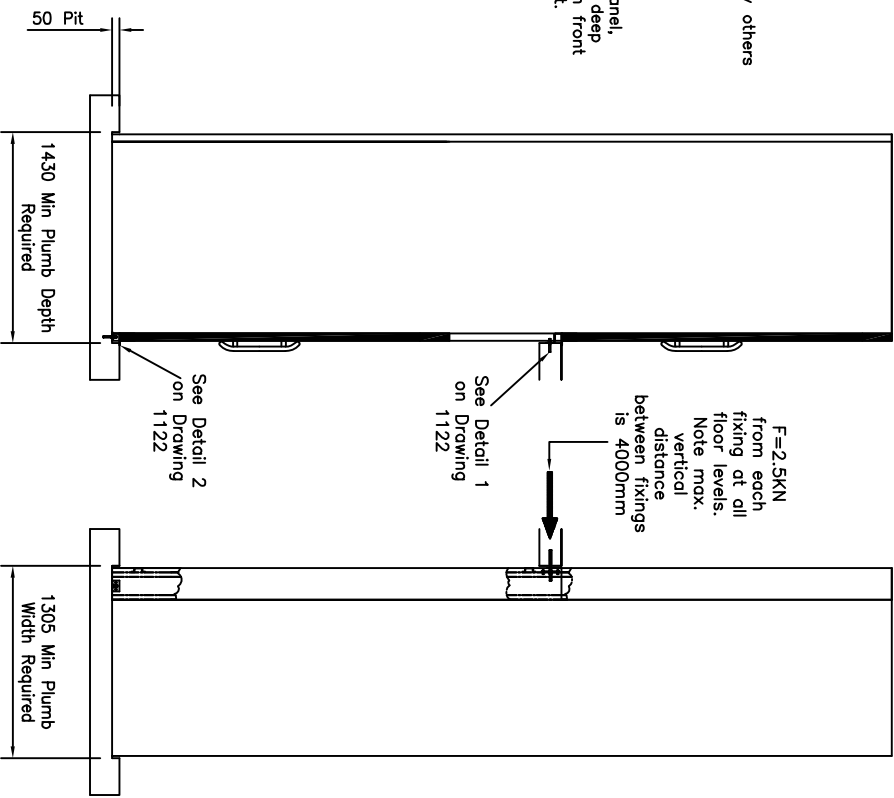 y others
anel,
deep
n front
t.
50 Pit
1430 Min Plumb Depth
Required
See Detail 2
on Drawing
1122
See Detail 1
on Drawing
1122
F=2.5KN
from each
fixing at all
floor levels.
Note max.
vertical
distance
between fixings
is 4000mm
1305 Min Plumb
Width Required